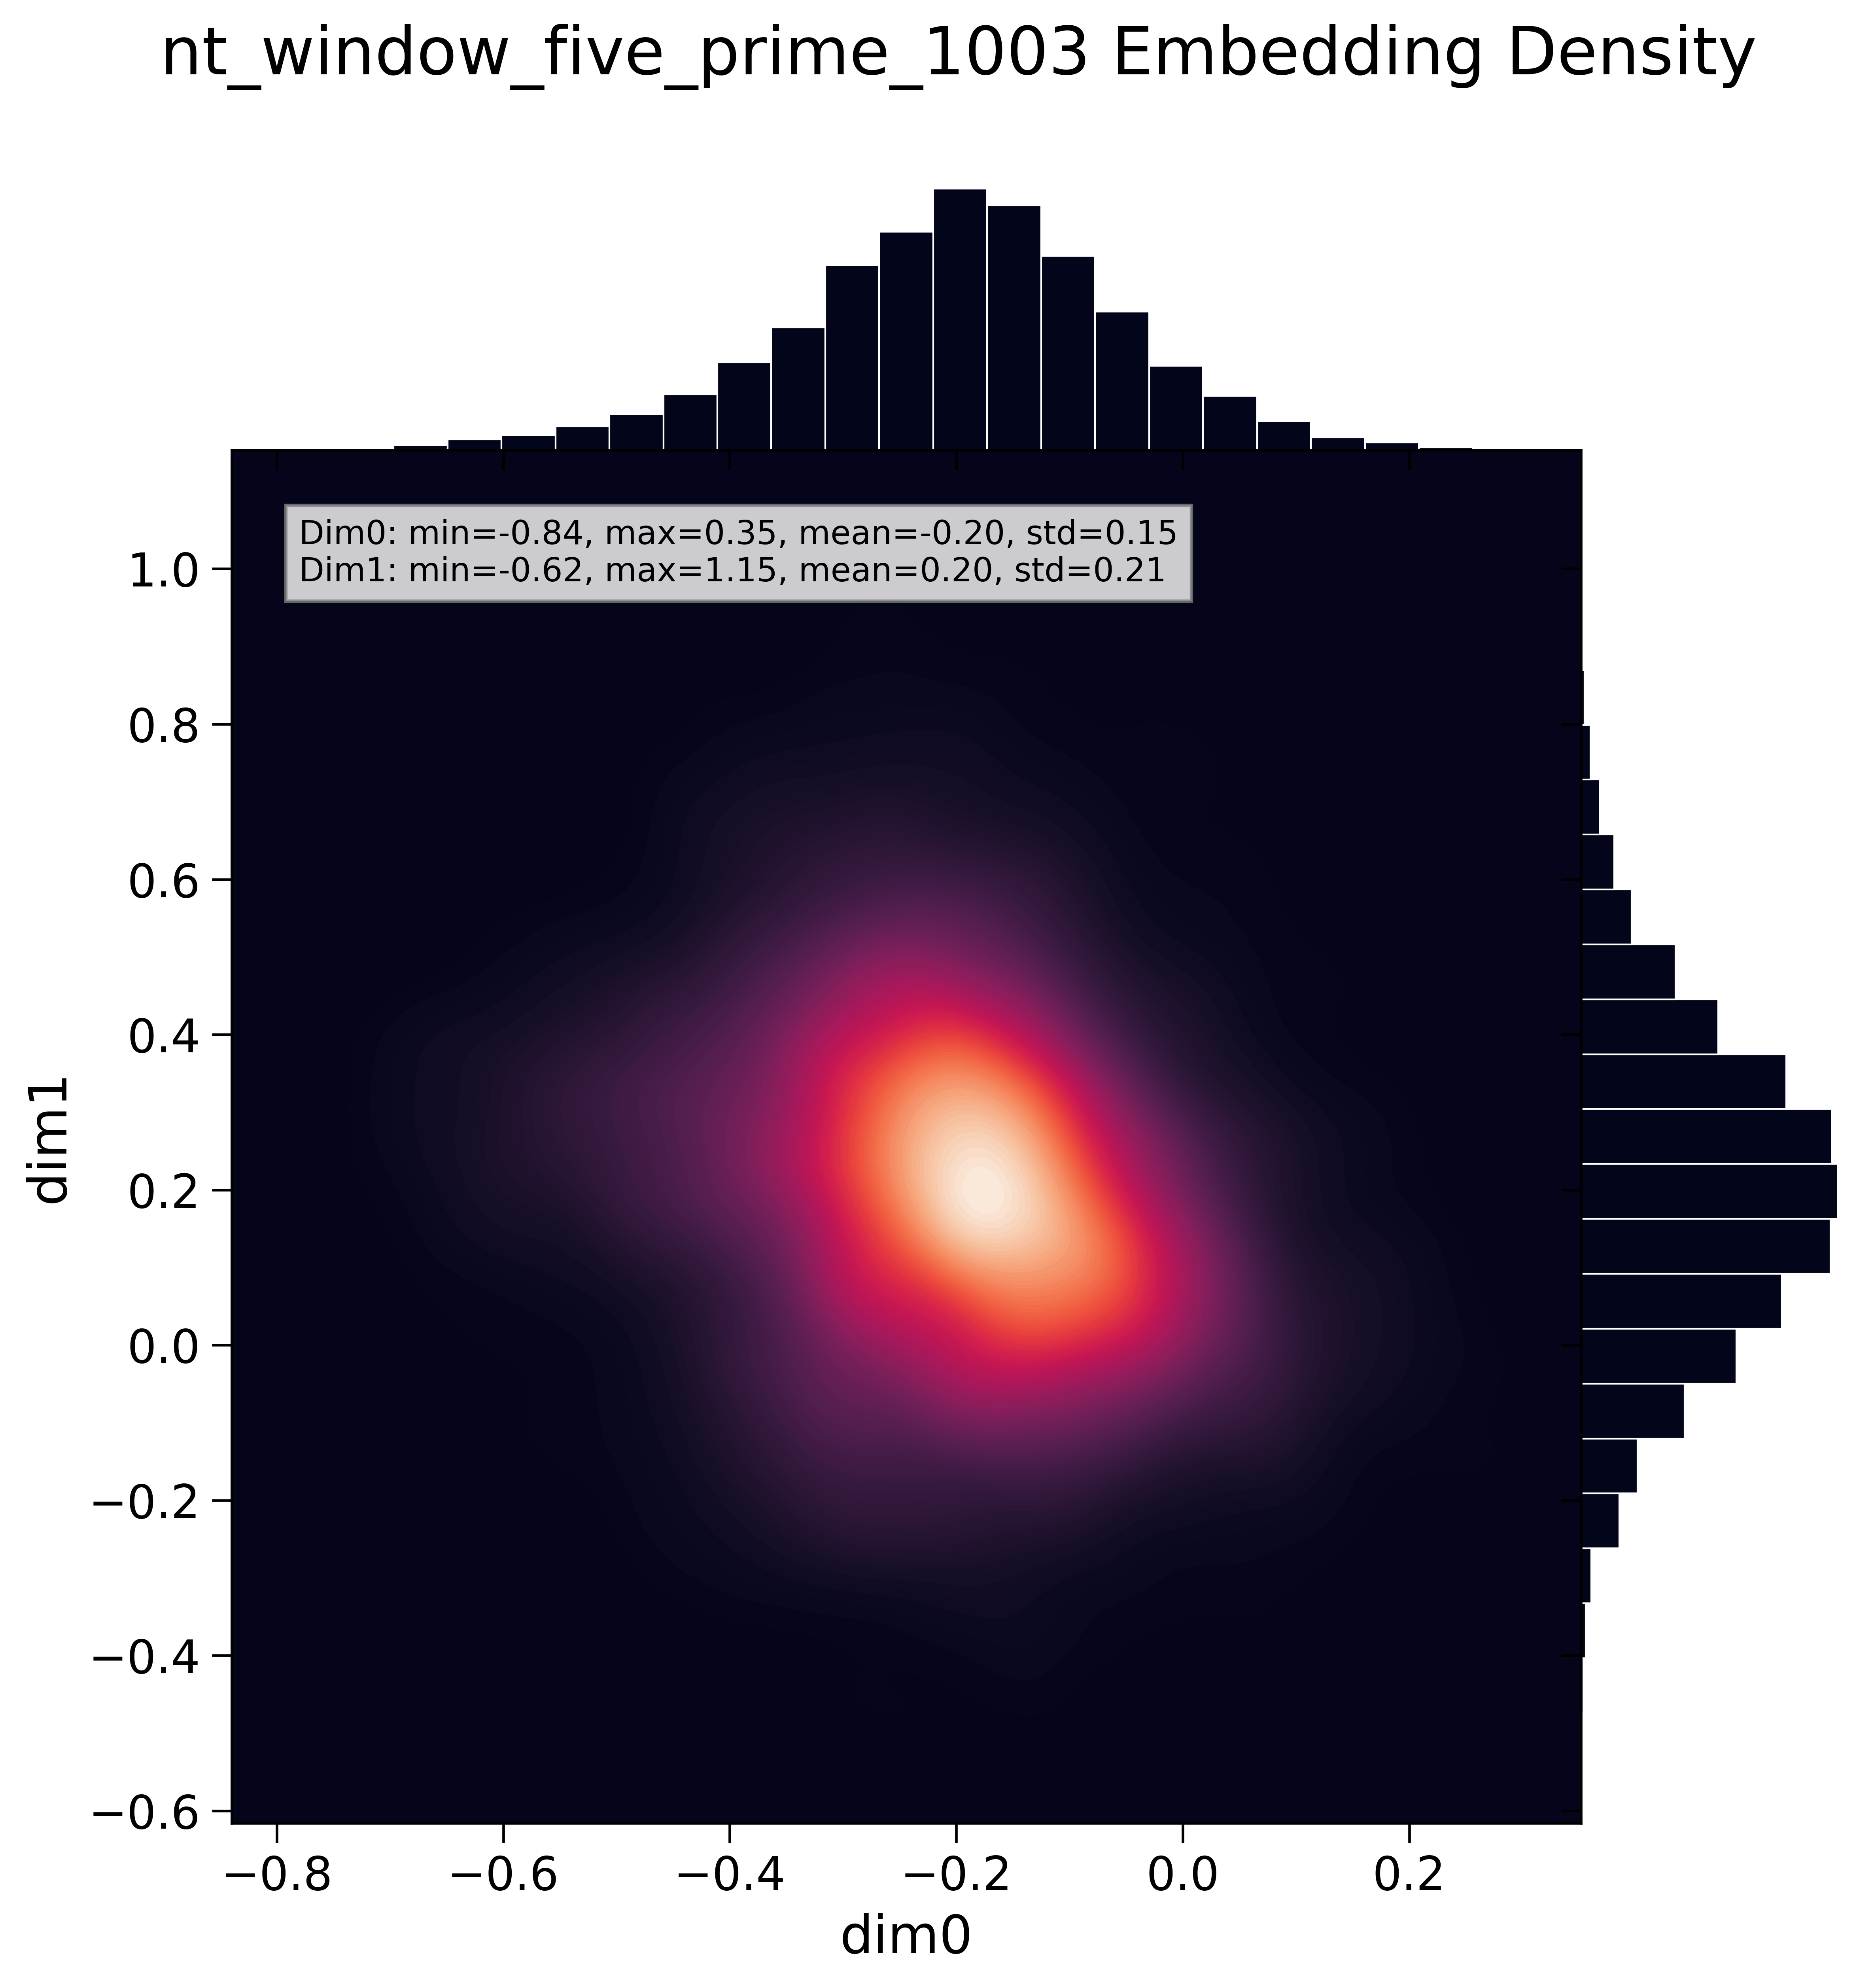 nt_window_five_prime_1003 Embedding Density
Dim0: min=-0.84, max=0.35, mean=-0.20, std=0.15
Dim1: min=-0.62, max=1.15, mean=0.20, std=0.21
1.0
0.8
0.6
0.4
0.2
0.0
−0.2
−0.4
−0.6
dim1
−0.8 −0.6 −0.4 −0.2 0.0 0.2
dim0